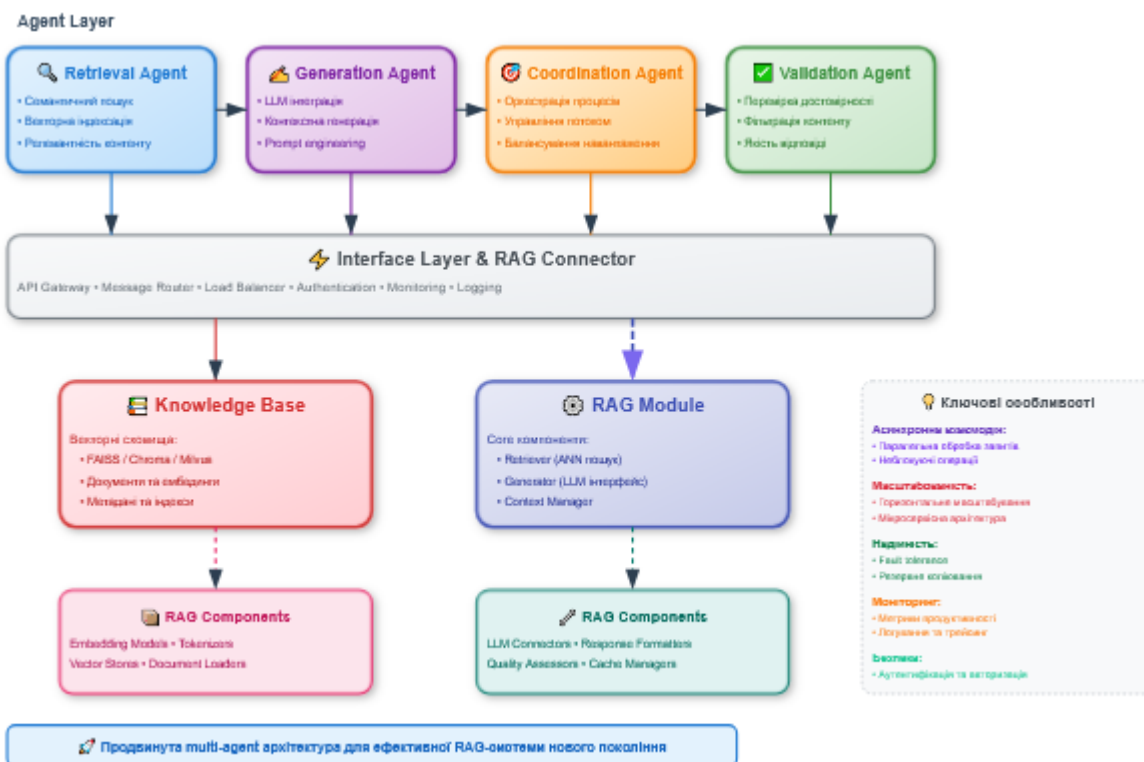 Agent Layer
🔍 Retrieval Agent
• Семантичний пошук
• Векторна індексація
• Релевантність контенту
✍️ Generation Agent
• LLM інтеграція
• Контекстна генерація
• Prompt engineering
🎯 Coordination Agent
• Оркестрація процесів
• Управління потоком
• Балансування навантаження
✅ Validation Agent
• Перевірка достовірності
• Фільтрація контенту
• Якість відповіді
⚡ Interface Layer & RAG Connector
API Gateway • Message Router • Load Balancer • Authentication • Monitoring • Logging
📚 Knowledge Base
Векторні сховища:
• FAISS / Chroma / Milvus
• Документи та ембединги
• Метадані та індекси
⚙️ RAG Module
Core компоненти:
• Retriever (ANN пошук)
• Generator (LLM інтерфейс)
• Context Manager
RAG Components
Embedding Models • Tokenizers
Vector Stores • Document Loaders
RAG Components
LLM Connectors • Response Formatters
Quality Assessors • Cache Managers
💡 Ключові особливості
Асинхронна взаємодія:
• Паралельна обробка запитів
• Неблокуючі операції
Масштабованість:
• Горизонтальне масштабування
• Мікросервісна архітектура
Надійність:
• Fault tolerance
• Резервне копіювання
Моніторинг:
• Метрики продуктивності
• Логування та трейсинг
Безпека:
• Аутентифікація та авторизація
🚀 Продвинута multi-agent архітектура для ефективної RAG-системи нового покоління